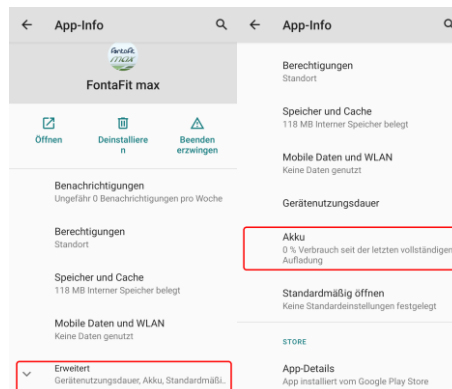 App-Info
FontaFit
max
FontaFit max
Öffnen
Deinstalliere
n
Beenden
erzwingen
Benachrichtigungen
Ungefähr 0 Benachrichtigungen pro Woche
Berechtigungen
Standort
Speicher und Cache
118 MB Interner Speicher belegt
Mobile Daten und WLAN
Keine Daten genutzt
Erweitert
Gerätenutzungsdauer, Akku, Standardmäßi..
App-Info
Berechtigungen
Standort
Speicher und Cache
118 MB Interner Speicher belegt
Mobile Daten und WLAN
Keine Daten genutzt
Gerätenutzungsdauer
Akku
0 % Verbrauch seit der letzten vollständigen
Aufladung
Standardmäßig öffnen
Keine Standardeinstellungen festgelegt
STORE
App-Details
App installiert vom Google Play Store